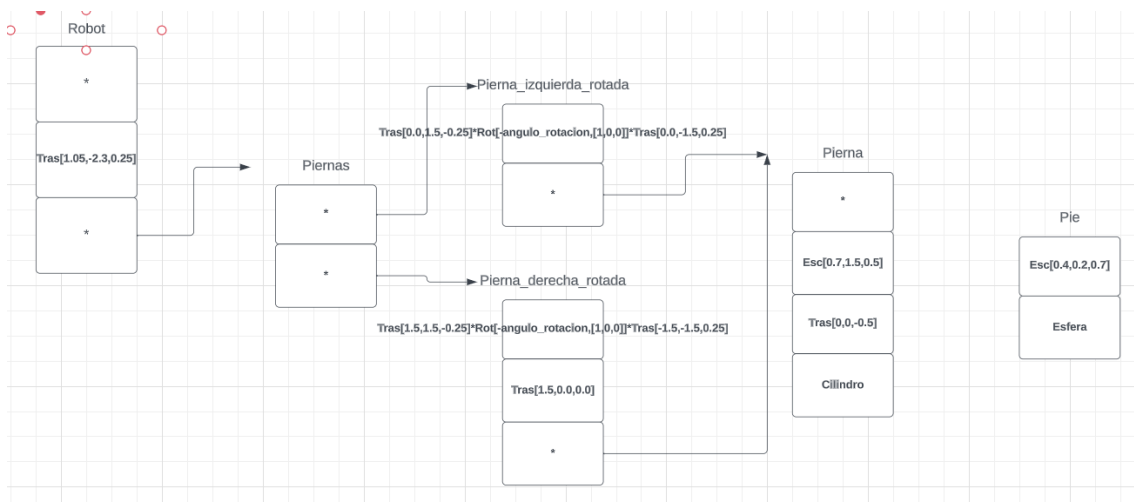 Robot
*
Tras[1.05,-2.3,0.25]
*
Piernas
*
*
Pierna_izquierda_rotada
Tras[0.0,1.5,-0.25]*Rot[-angulo_rotacion,[1,0,0]]*Tras[0.0,-1.5,0.25]
*
Pierna_derecha_rotada
Tras[1.5,1.5,-0.25]*Rot[-angulo_rotacion,[1,0,0]]*Tras[-1.5,-1.5,0.25]
Tras[1.5,0.0,0.0]
*
Pierna
*
Esc[0.7,1.5,0.5]
Tras[0,0,-0.5]
Cilindro
Pie
Esc[0.4,0.2,0.7]
Esfera